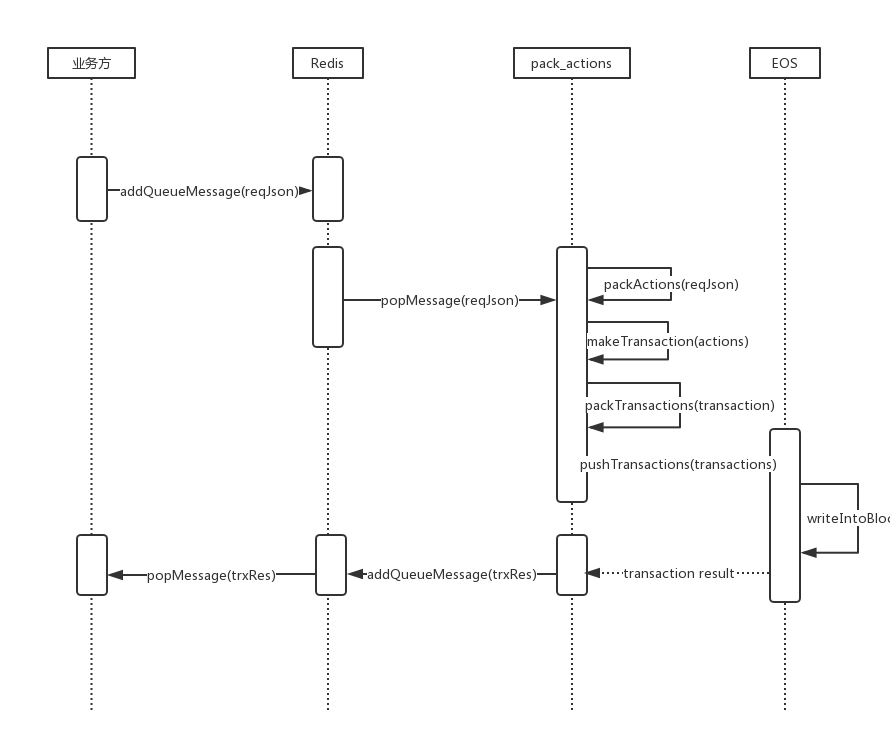 业务方
Redis
pack_actions
EOS
addQueueMessage(reqJson)
popMessage(reqJson)
packActions(reqJson)
makeTransaction(actions)
packTransactions(transaction)
pushTransactions(transactions)
writeIntoBloc
popMessage(trxRes)
addQueueMessage(trxRes)
transaction result